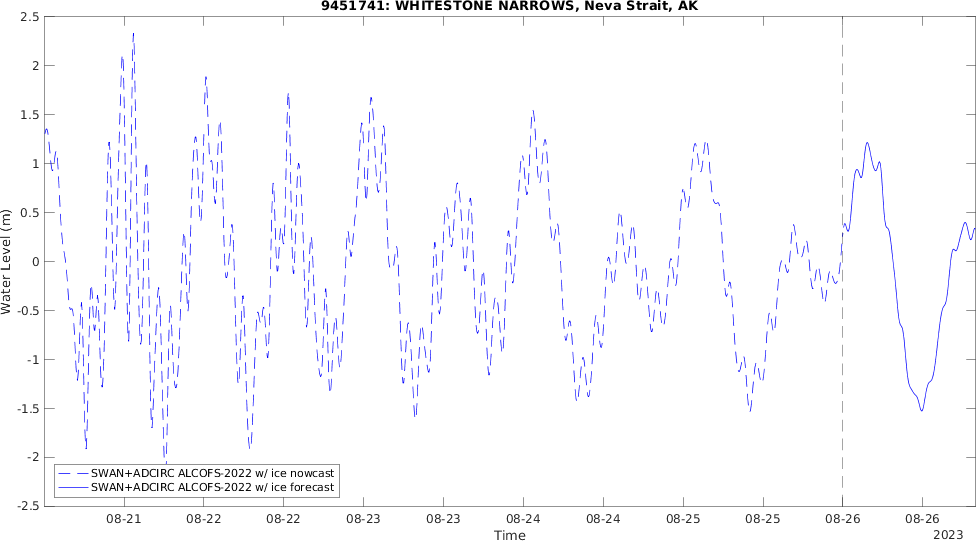 9451741: WHITESTONE NARROWS, Neva Strait, AK
Water Level (m)
2.5
2
1.5
1
0.5
0
-0.5
-1
-1.5
-2
-2.5
SWAN+ADCIRC ALCOFS-2022 w/ ice nowcast
SWAN+ADCIRC ALCOFS-2022 w/ ice forecast
08-21 08-22 08-22 08-23 08-23 08-24 08-24 08-25 08-25 08-26 08-26
Time
2023